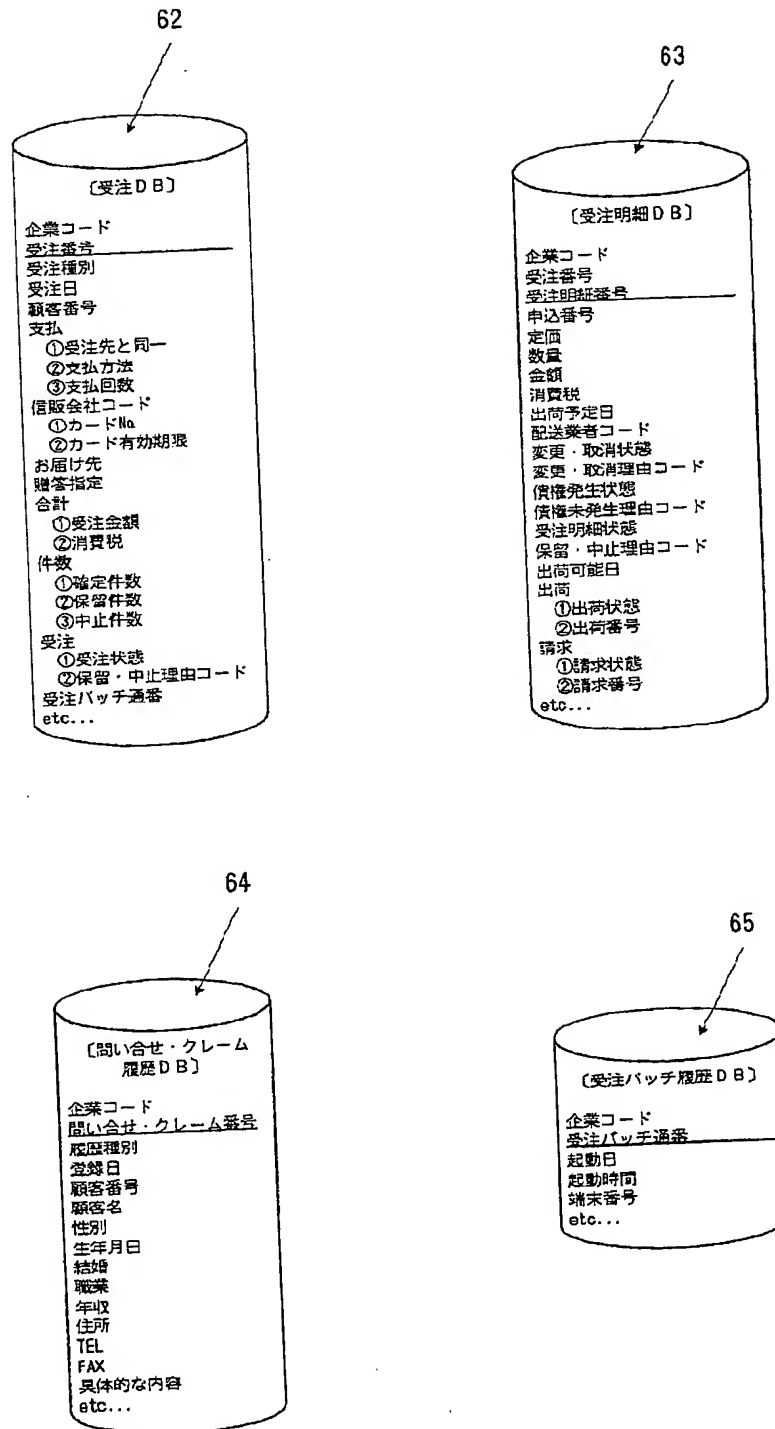 62
〔受注DB〕
企業コード
受注番号
受注種別
受注日
顧客番号
支払
①受注先と同一
②支払方法
③支払回数
信販会社コード
①カードNo
②カード有効期限
お届け先
贈答指定
合計
①受注金額
②消費税
件数
①確定件数
②保留件数
③中止件数
受注
①受注状態
②保留・中止理由コード
受注バッチ通番
etc...
63
〔受注明細DB〕
企業コード
受注番号
受注明細番号
申込番号
定価
数量
金額
消費税
出荷予定日
配送業者コード
変更・取消状態
変更・取消理由コード
債権発生状態
債権未発生理由コード
受注明細状態
保留・中止理由コード
出荷可能日
出荷
①出荷状態
②出荷番号
請求
①請求状態
②請求番号
etc...
64
〔問い合せ・クレーム
履歴DB〕
企業コード
問い合せ・クレーム番号
履歴種別
登録日
顧客番号
顧客名
性別
生年月日
結婚
職業
年収
住所
TEL
FAX
具体的な内容
etc...
65
〔受注バッチ履歴DB〕
企業コード
受注バッチ通番
起動日
起動時間
端末番号
etc...